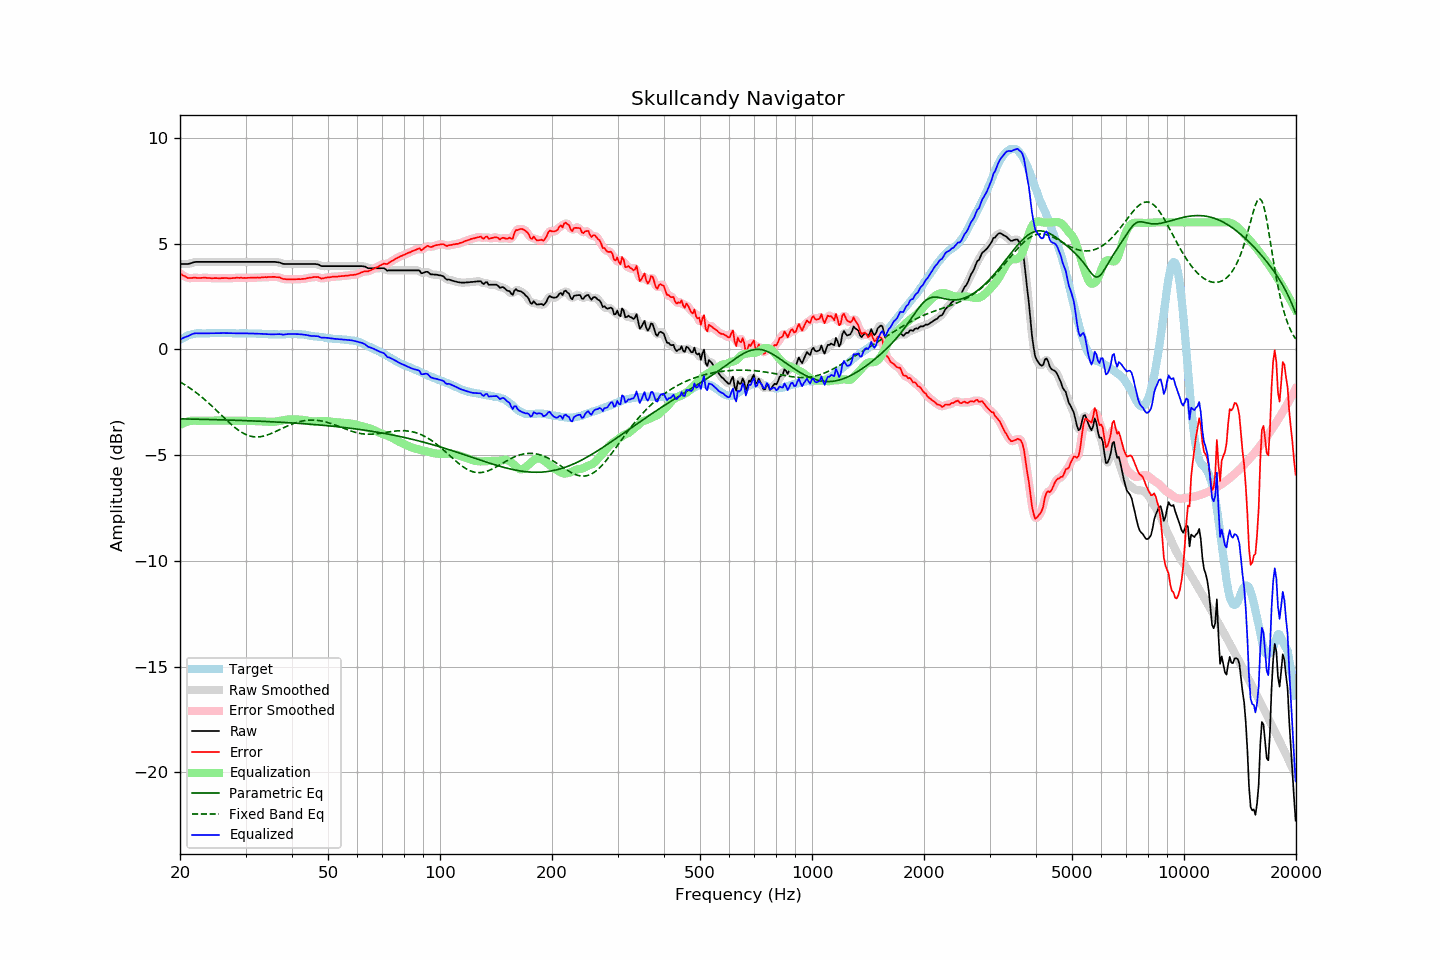 Skullcandy Navigator
Amplitude (dBr)
10
5
0
−5
−10
−15
−20
Target
Raw Smoothed
Error Smoothed
Raw
Error
Equalization
Parametric Eq
Fixed Band Eq
Equalized
20 50 100 200 500 1000 2000 5000 10000 20000
Frequency (Hz)